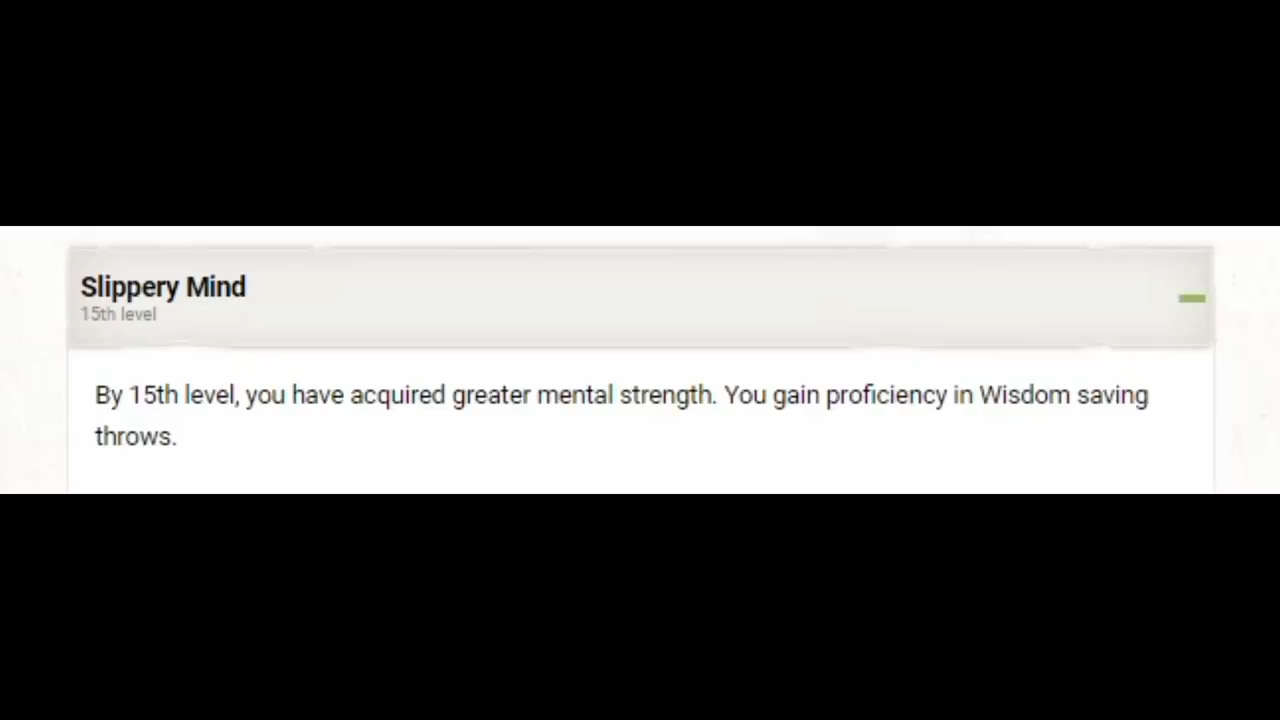 Slippery Mind
15th level
By 15th level, you have acquired greater mental strength. You gain proficiency in Wisdom saving
throws.